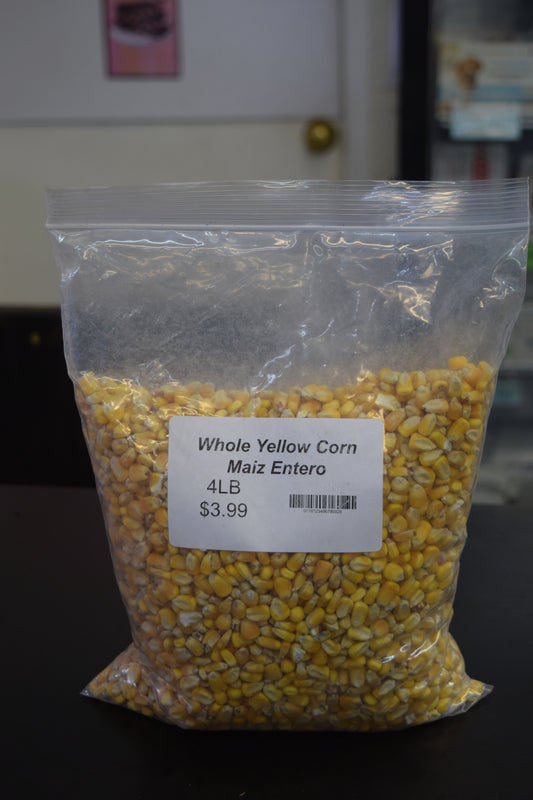 Whole Yellow Corn
Maiz Entero
4LB
$3.99